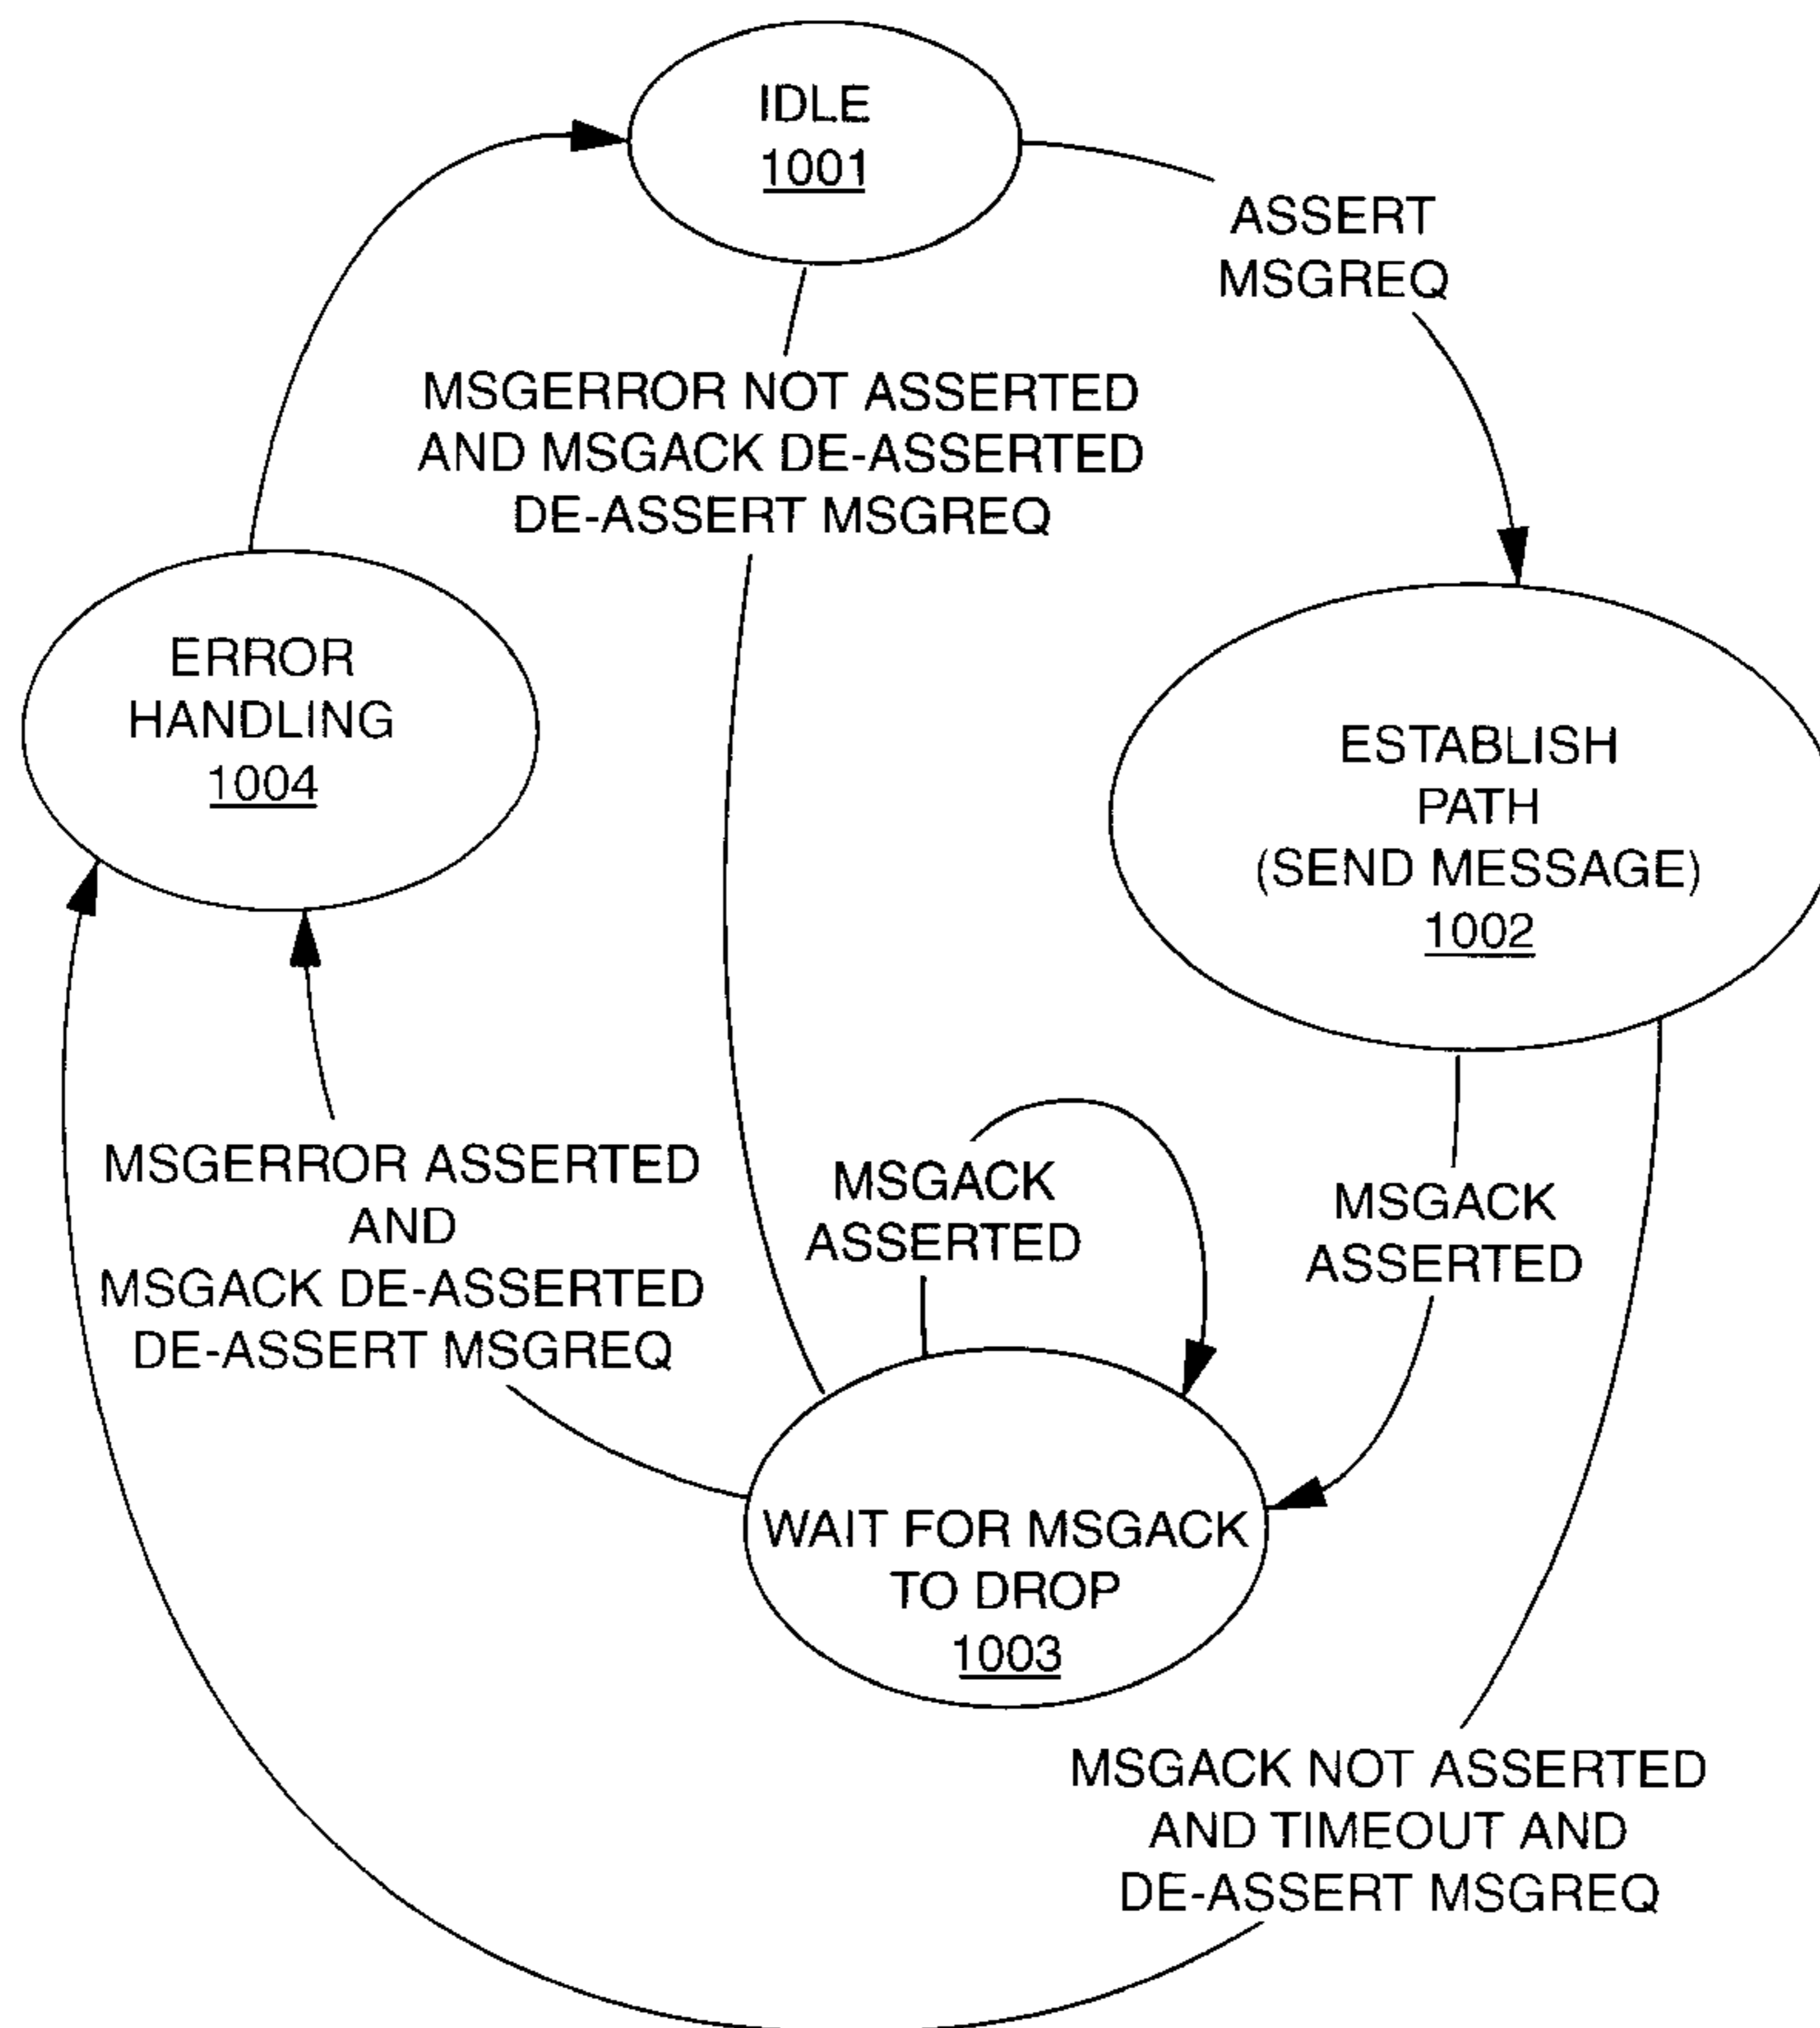 IDLE
1001
ASSERT
MSGREQ
MSGERROR NOT ASSERTED
AND MSGACK DE-ASSERTED
DE-ASSERT MSGREQ
ERROR
HANDLING
1004
ESTABLISH
PATH
(SEND MESSAGE)
1002
MSGERROR ASSERTED
AND
MSGACK DE-ASSERTED
DE-ASSERT MSGREQ
MSGACK
ASSERTED
MSGACK
ASSERTED
WAIT FOR MSGACK
TO DROP
1003
MSGACK NOT ASSERTED
AND TIMEOUT AND
DE-ASSERT MSGREQ